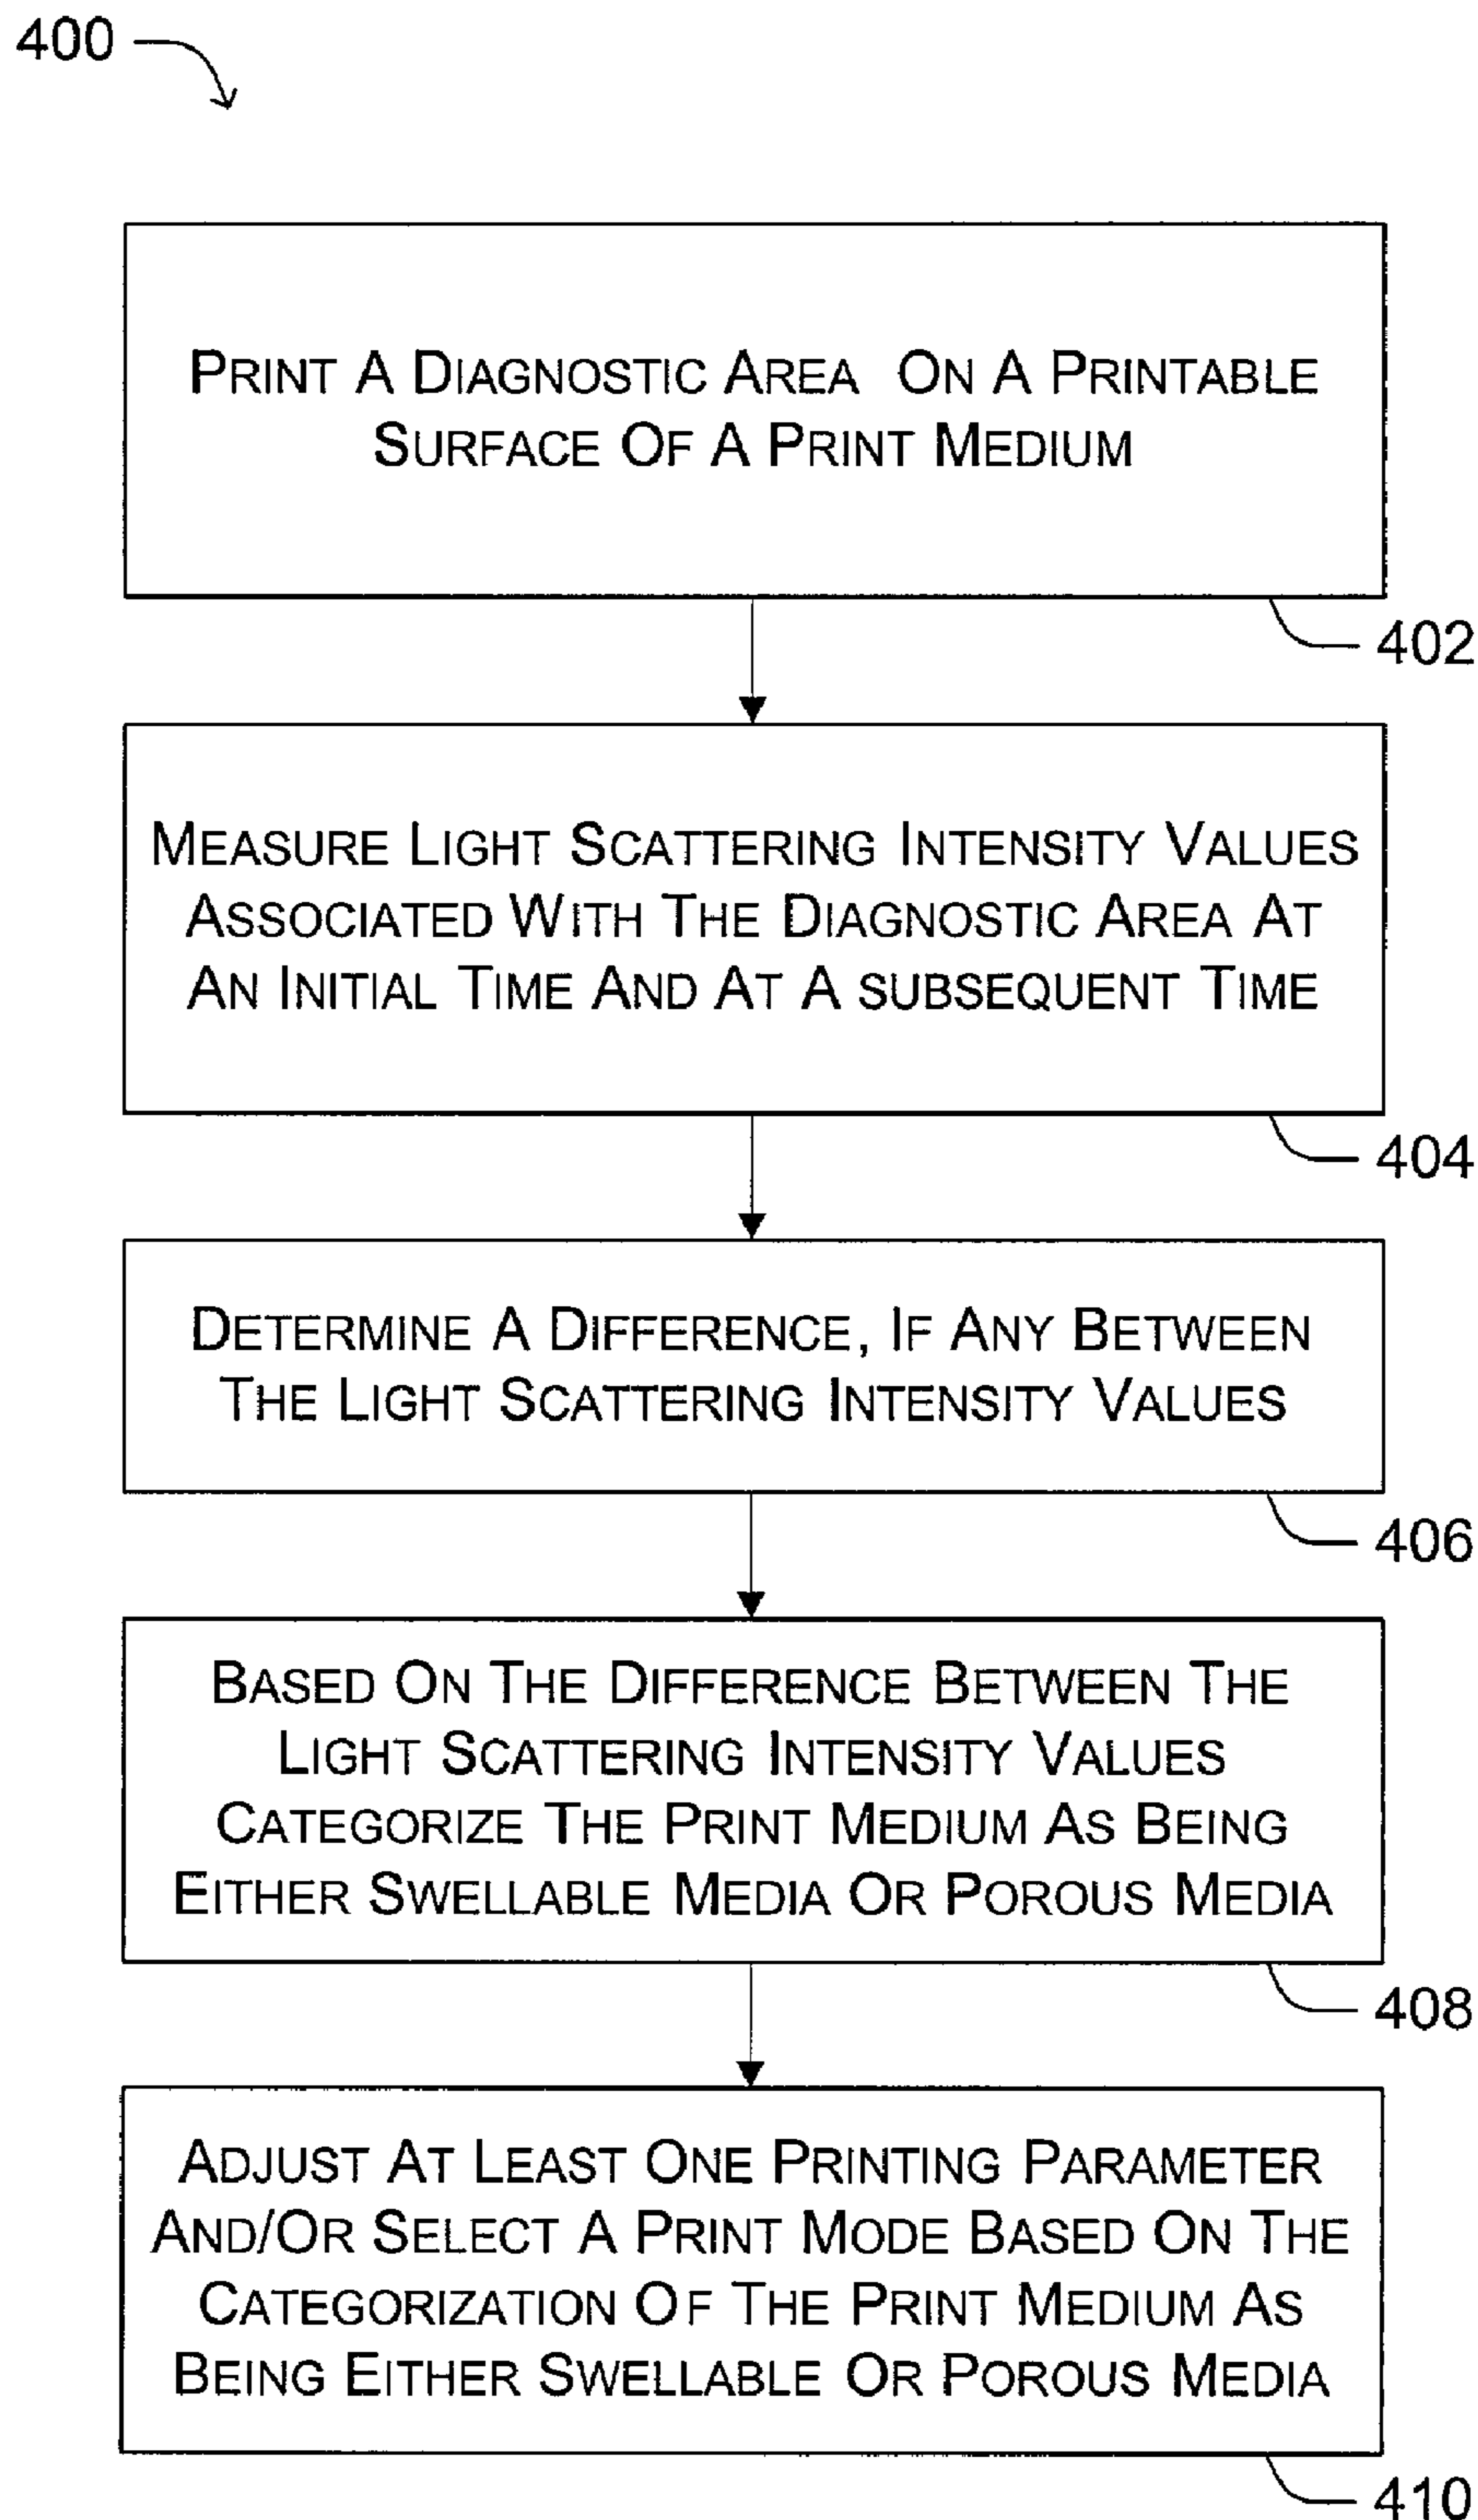 400
PRINT A DIAGNOSTIC AREA ON A PRINTABLE
SURFACE OF A PRINT MEDIUM
402
MEASURE LIGHT SCATTERING INTENSITY VALUES
ASSOCIATED WITH THE DIAGNOSTIC AREA AT
AN INITIAL TIME AND AT A SUBSEQUENT TIME
404
DETERMINE A DIFFERENCE, IF ANY BETWEEN
THE LIGHT SCATTERING INTENSITY VALUES
406
BASED ON THE DIFFERENCE BETWEEN THE
LIGHT SCATTERING INTENSITY VALUES
CATEGORIZE THE PRINT MEDIUM AS BEING
EITHER SWELLABLE MEDIA OR POROUS MEDIA
408
ADJUST AT LEAST ONE PRINTING PARAMETER
AND/OR SELECT A PRINT MODE BASED ON THE
CATEGORIZATION OF THE PRINT MEDIUM AS
BEING EITHER SWELLABLE OR POROUS MEDIA
410